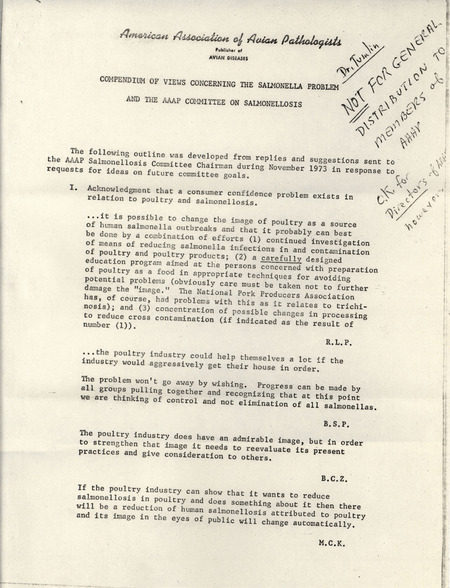 American Association of Avian Pathologists
Publisher of
AVIAN DISEASES
COMPENDIUM OF VIEWS CONCERNING THE SALMONELLA PROBLEM
AND THE AAAP COMMITTEE ON SALMONELLOSIS
Dr. Tumlin
NOT FOR GENERAL
DISTRIBUTION TO
MEMBERS of
AAAP
C.K. for
Directors of
however
The following outline was developed from replies and suggestions sent to
the AAAP Salmonellosis Committee Chairman during November 1973 in response to
requests for ideas on future committee goals.
I. Acknowledgment that a consumer confidence problem exists in
relation to poultry and salmonellosis.
...it is possible to change the image of poultry as a source
of human salmonella outbreaks and that it probably can best
be done by a combination of efforts (1) continued investigation
of means of reducing salmonella infections in and contamination
of poultry and poultry products; (2) a carefully designed
education program aimed at the persons concerned with preparation
of poultry as a food in appropriate techniques for avoiding
potential problems (obviously care must be taken not to further
damage the "image." The National Pork Producers Association
has, of course, had problems with this as it relates to trichi-
nosis); and (3) concentration of possible changes in processing
to reduce cross contamination (if indicated as the result of
number (1)).
R.L.P.
...the poultry industry could help themselves a lot if the
industry would aggressively get their house in order.
The problem won't go away by wishing. Progress can be made by
all groups pulling together and recognizing that at this point
we are thinking of control and not elimination of all salmonellas.
B.S.P.
The poultry industry does have an admirable image, but in order
to strengthen that image it needs to reevaluate its present
practices and give consideration to others.
B.C.Z.
If the poultry industry can show that it wants to reduce
salmonellosis in poultry and does something about it then there
will be a reduction of human salmonellosis attributed to poultry
and its image in the eyes of public will change automatically.
M.C.K.